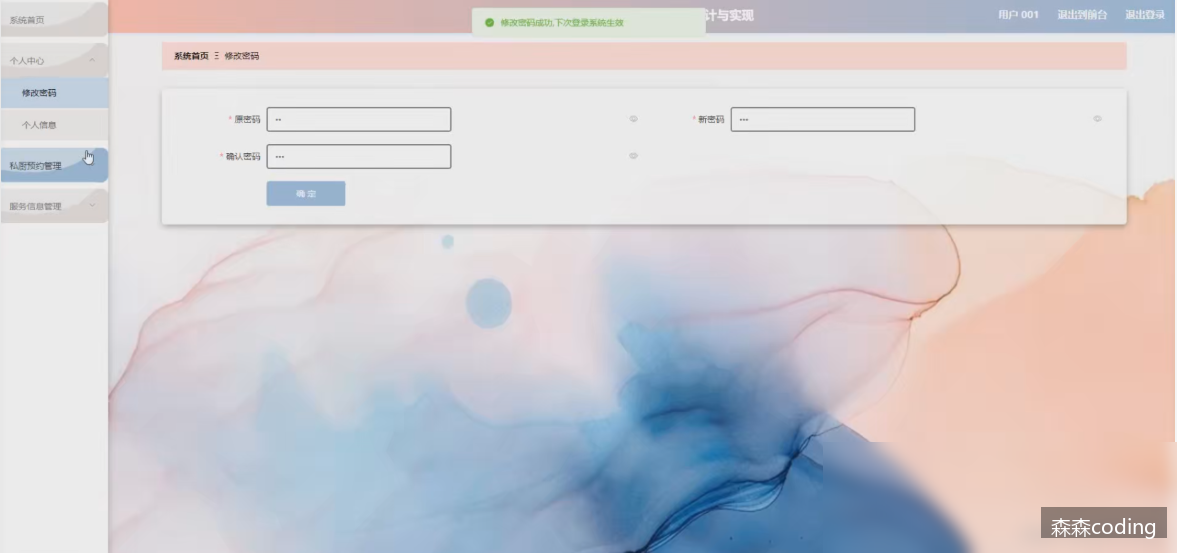 修改密码成功,下次登录系统生效
计与实现
用户 001
退出到前台
退出登录
系统首页
个人中心
修改密码
个人信息
私厨预约管理
服务信息管理
系统首页 Ξ 修改密码
* 原密码
* 新密码
* 确认密码
确 定
森森coding